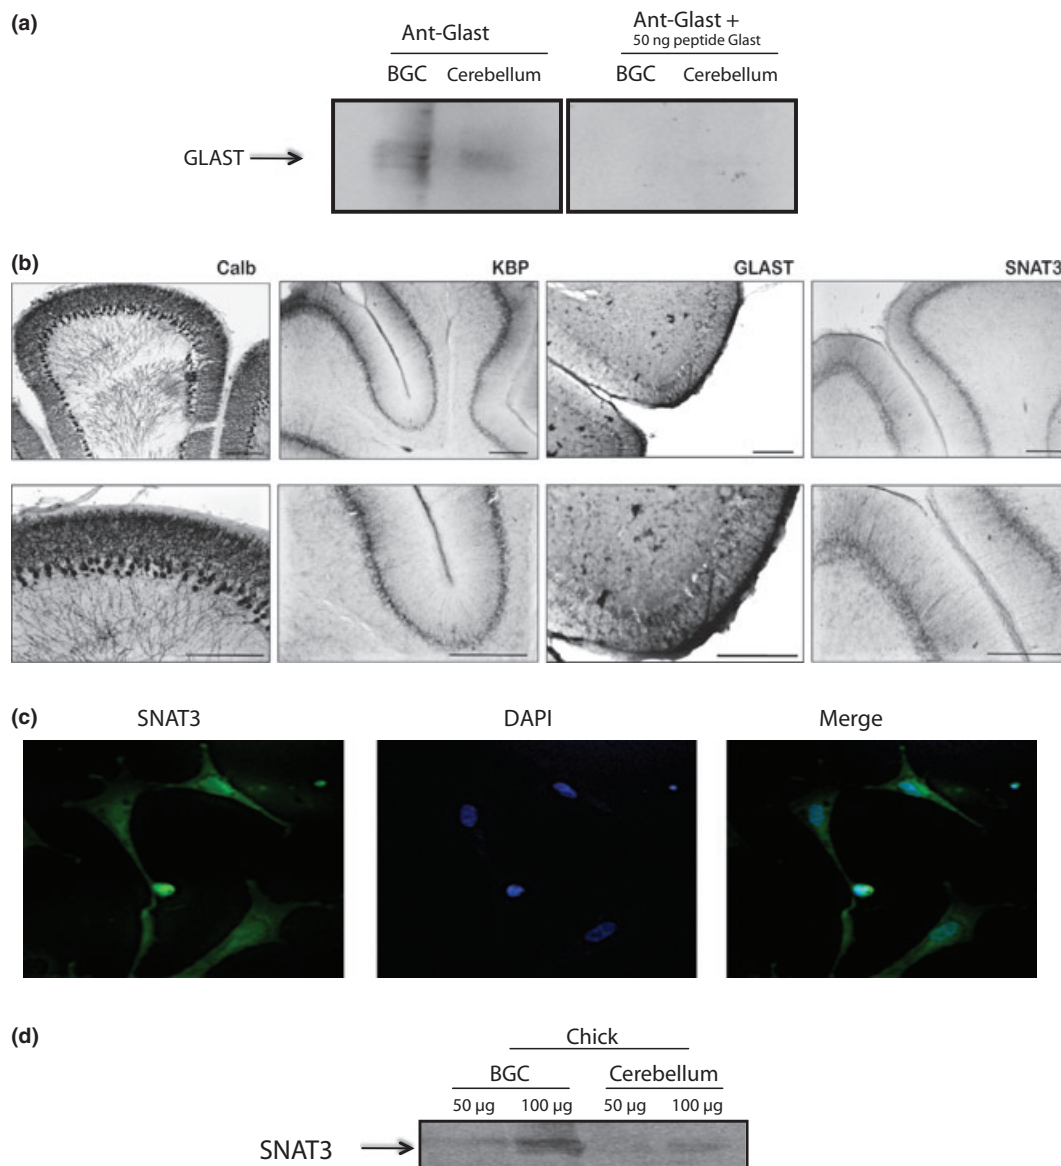 (a)
Ant-Glast
Ant-Glast +
50 ng peptide Glast
BGC Cerebellum
BGC Cerebellum
GLAST
(b)
Calb
KBP
GLAST
SNAT3
(c)
SNAT3
DAPI
Merge
(d)
Chick
BGC
Cerebellum
50 µg 100 µg 50 µg 100 µg
SNAT3